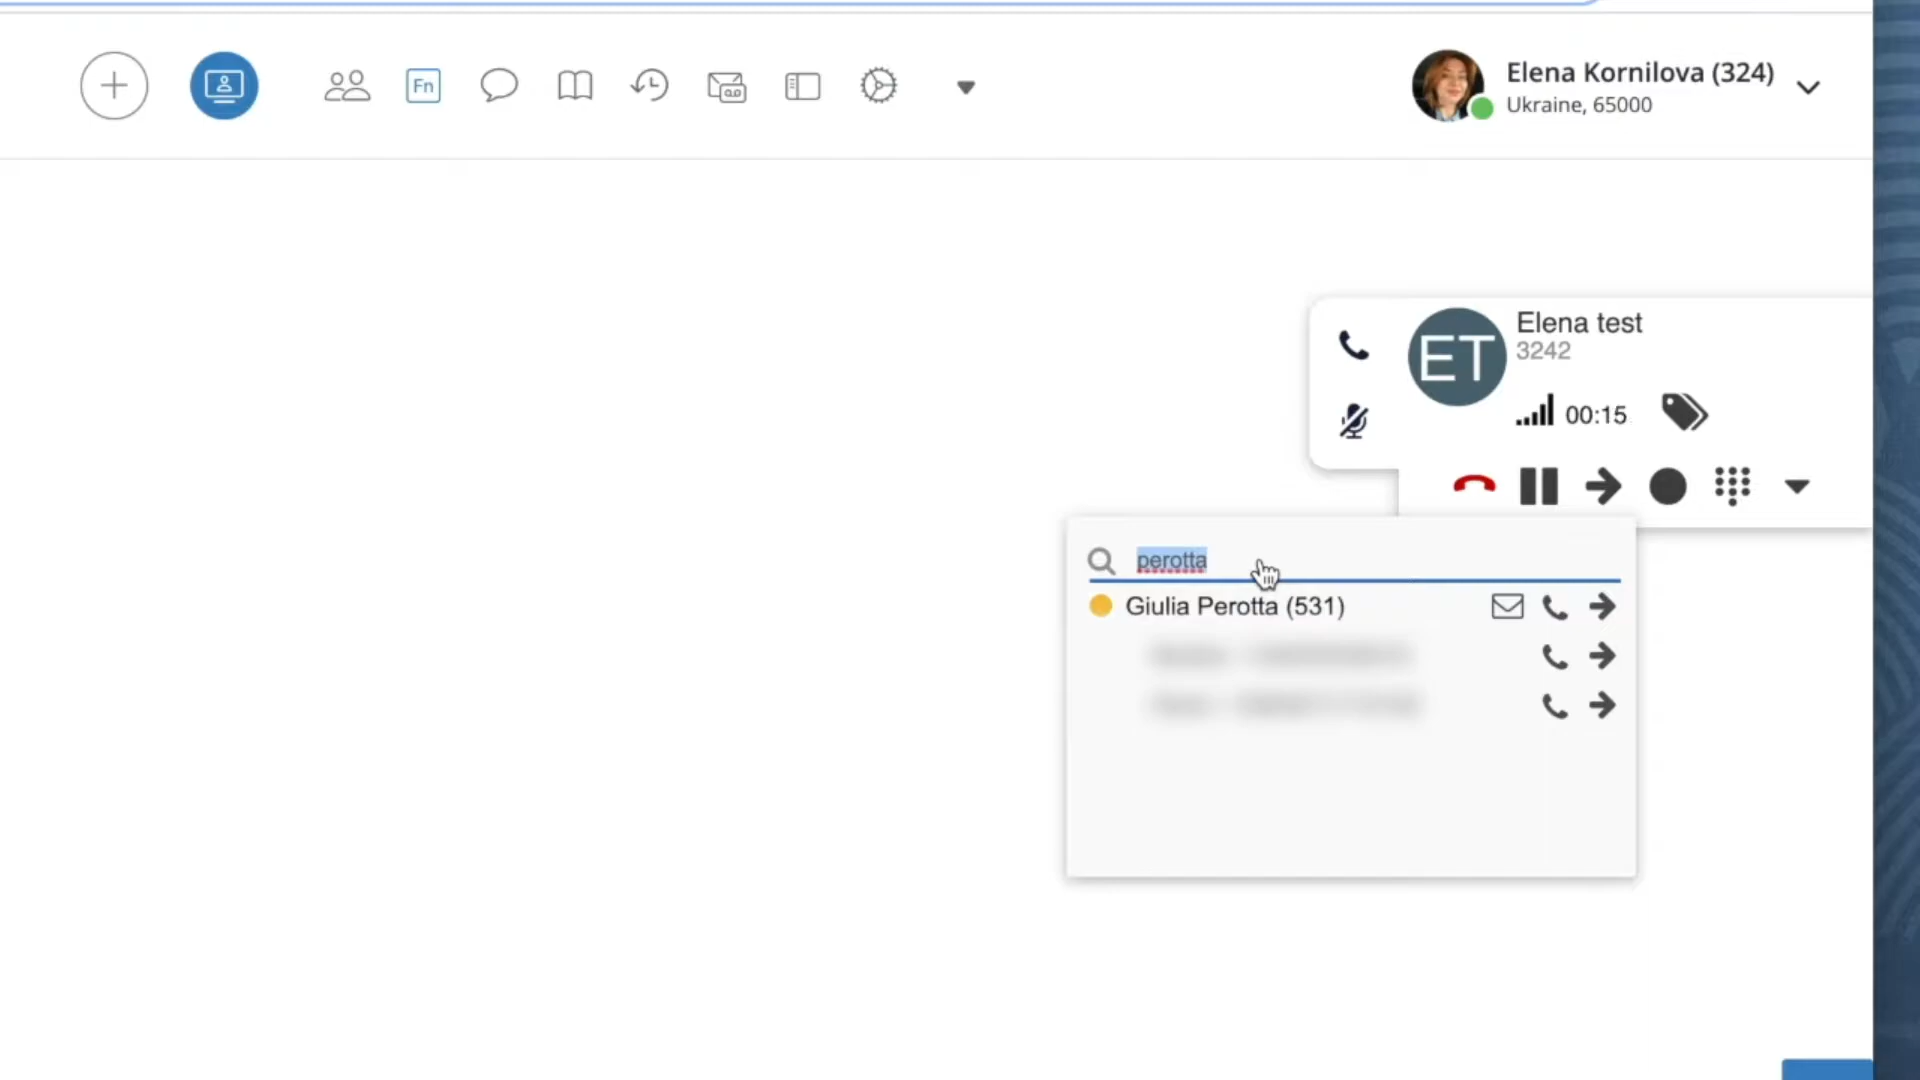 Fn
Elena Kornilova (324)
Ukraine, 65000
ET
Elena test
3242
00:15
perotta
Giulia Perotta (531)